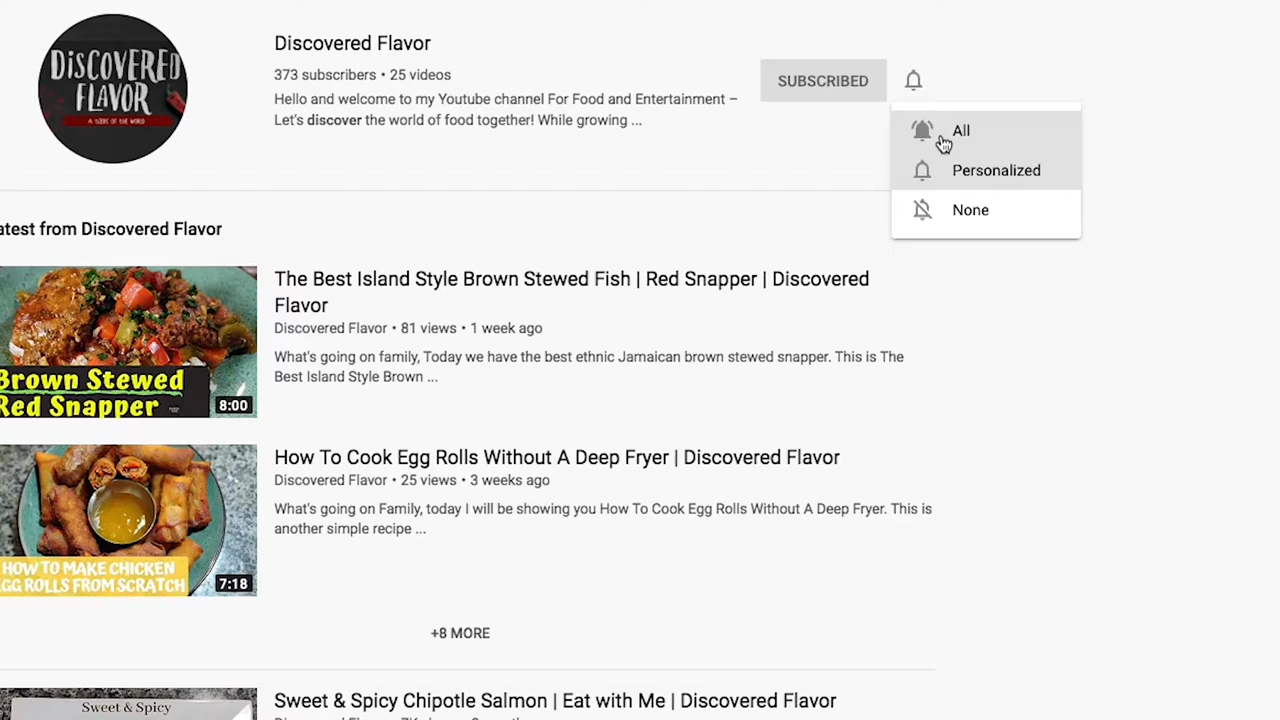 DiSCOVERED
FLAVOR
A TASTE OF THE WORLD
Discovered Flavor
373 subscribers • 25 videos
Hello and welcome to my Youtube channel For Food and Entertainment –
Let's discover the world of food together! While growing ...
SUBSCRIBED
All
Personalized
None
atest from Discovered Flavor
Brown Stewed
Red Snapper
8:00
The Best Island Style Brown Stewed Fish | Red Snapper | Discovered
Flavor
Discovered Flavor • 81 views • 1 week ago
What's going on family, Today we have the best ethnic Jamaican brown stewed snapper. This is The
Best Island Style Brown ...
HOW TO MAKE CHICKEN
GG ROLLS FROM SCRATCH
7:18
How To Cook Egg Rolls Without A Deep Fryer | Discovered Flavor
Discovered Flavor • 25 views • 3 weeks ago
What's going on Family, today I will be showing you How To Cook Egg Rolls Without A Deep Fryer. This is
another simple recipe ...
+8 MORE
Sweet & Spicy
Sweet & Spicy Chipotle Salmon | Eat with Me | Discovered Flavor